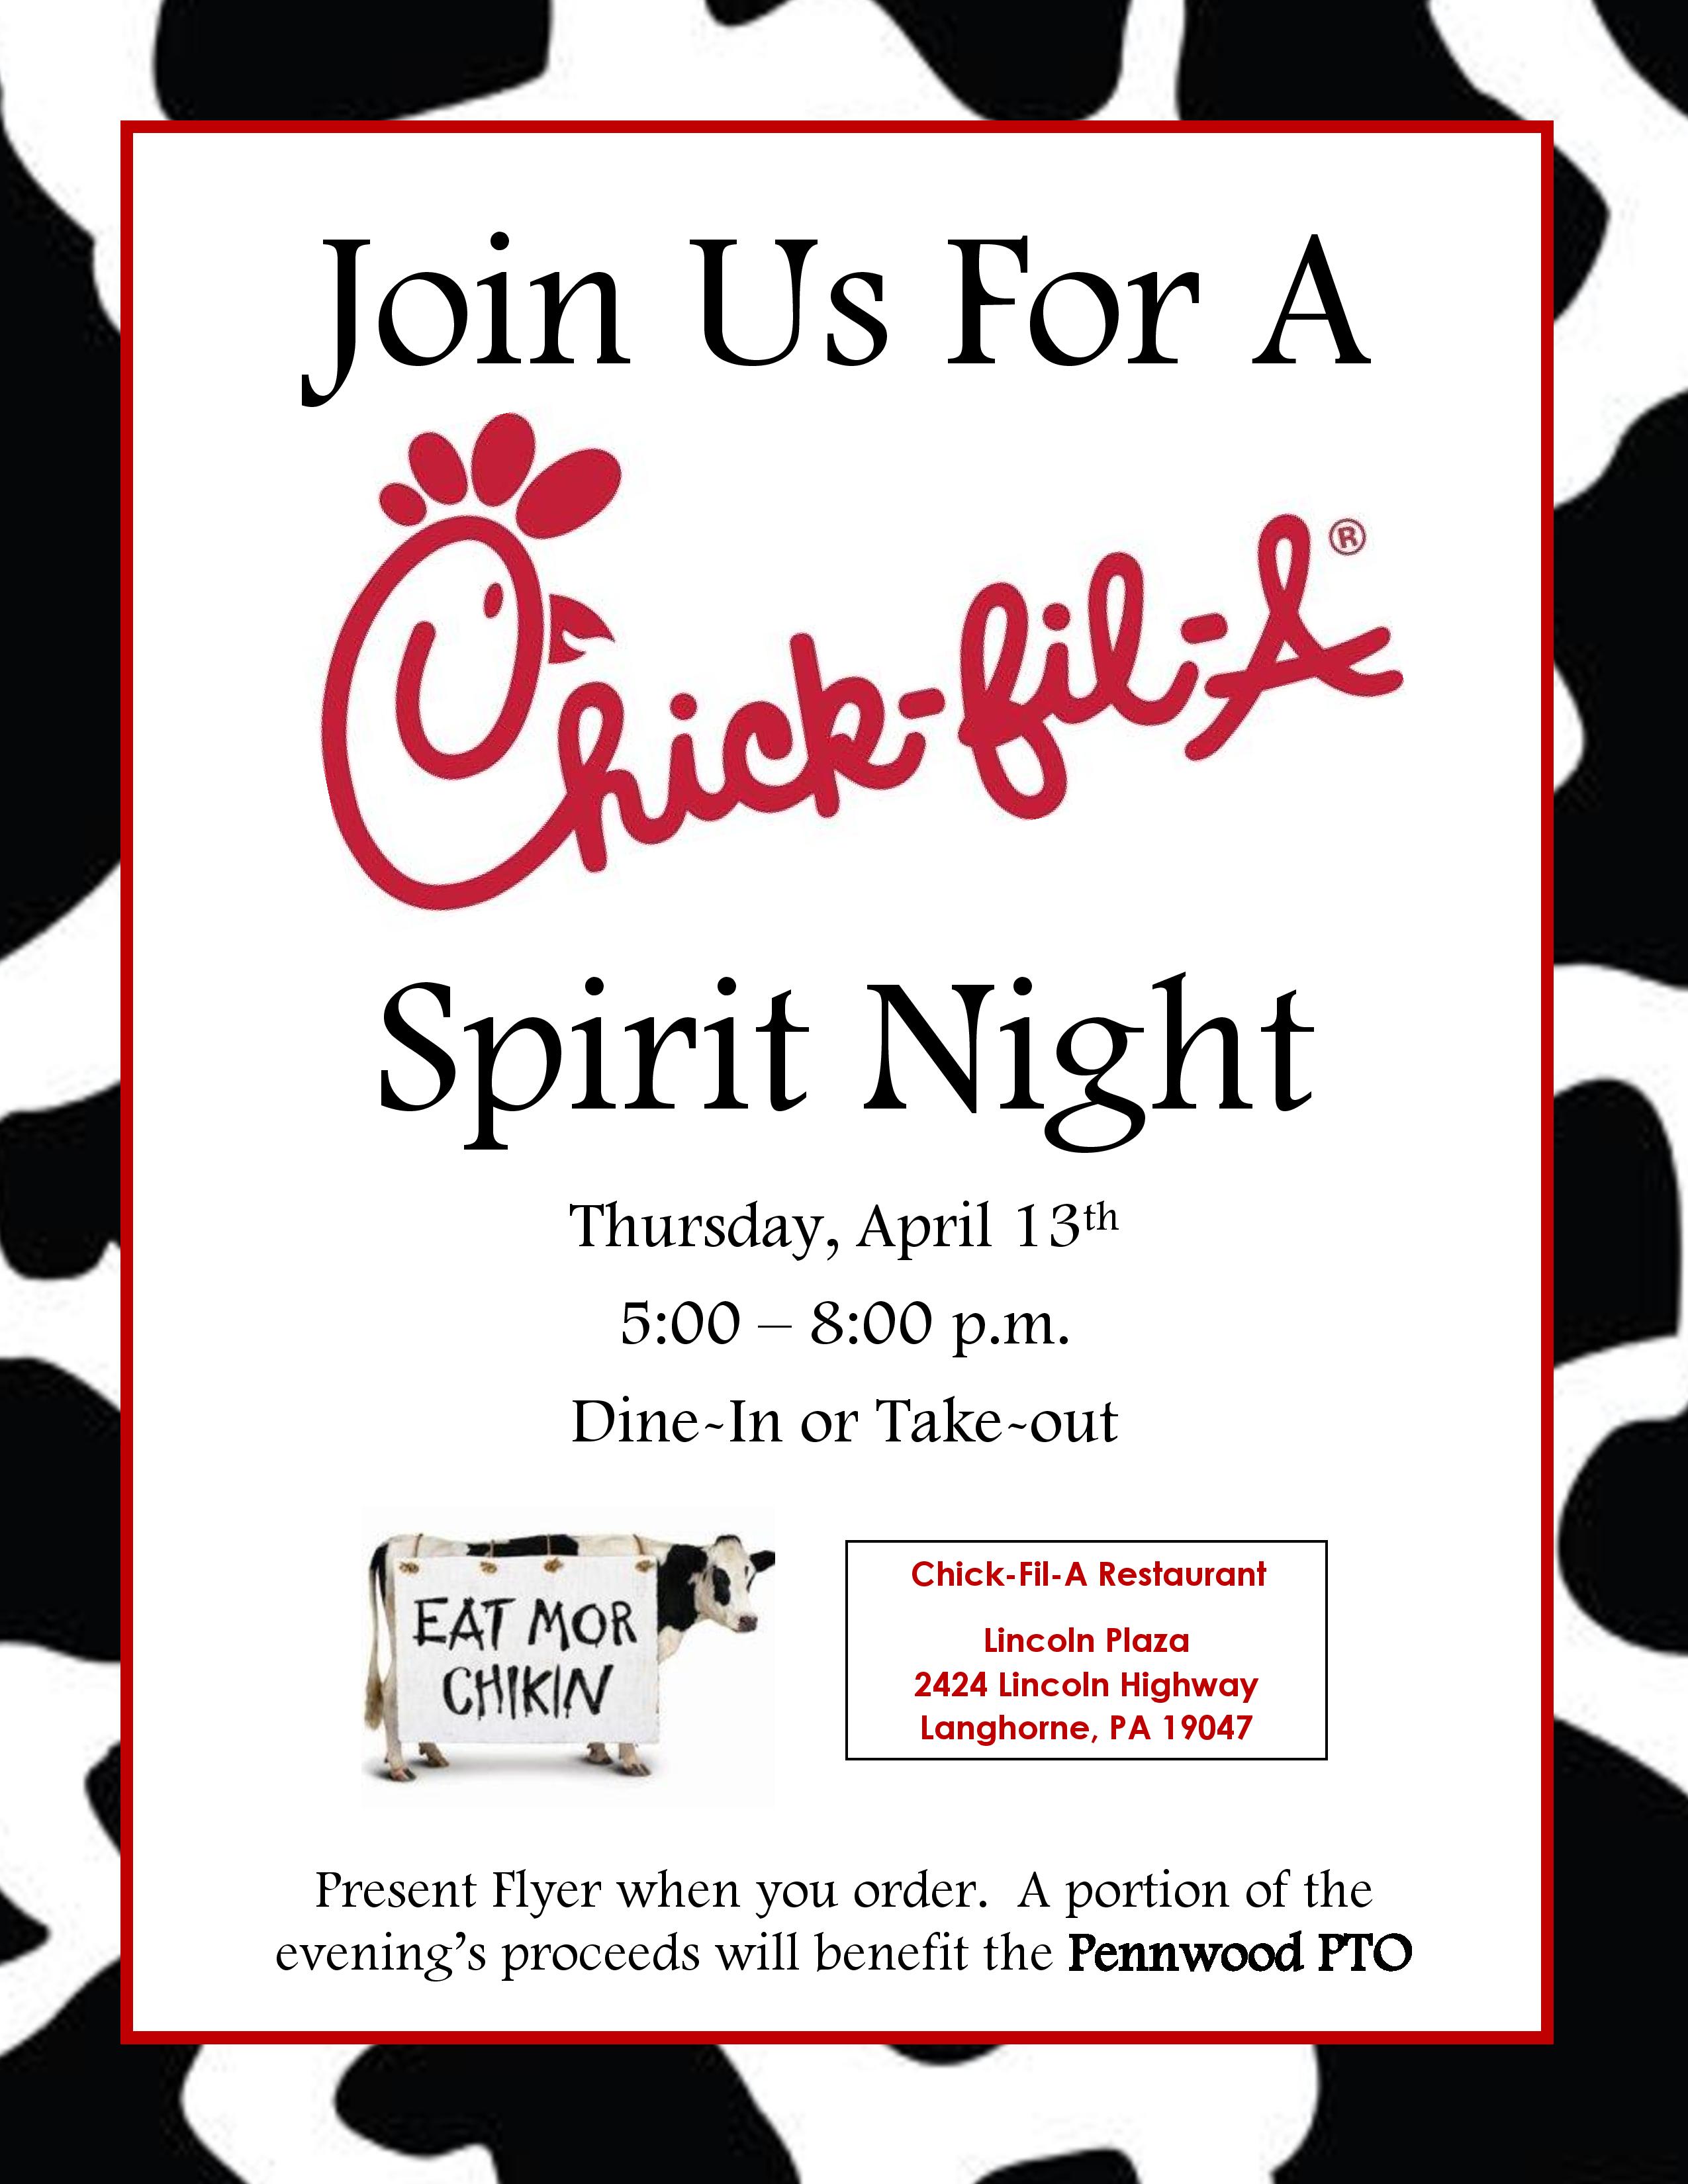 Join Us For A
Chick-fil-A®
Spirit Night
Thursday, April 13th
5:00 – 8:00 p.m.
Dine-In or Take-out
EAT MOR
CHIKIN
Chick-Fil-A Restaurant
Lincoln Plaza
2424 Lincoln Highway
Langhorne, PA 19047
Present Flyer when you order.  A portion of the
evening’s proceeds will benefit the Pennwood PTO